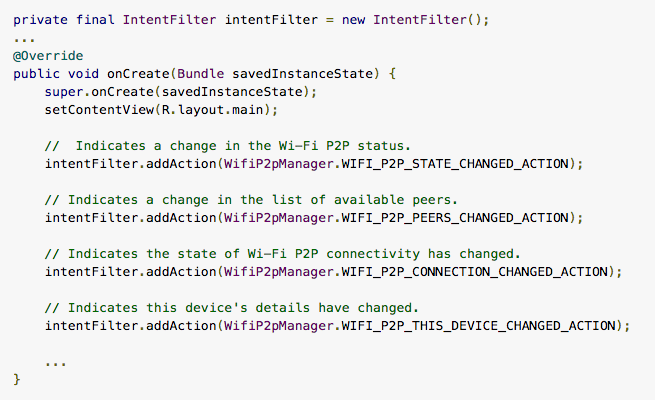 private final IntentFilter intentFilter = new IntentFilter();
...
@Override
public void onCreate(Bundle savedInstanceState) {
    super.onCreate(savedInstanceState);
    setContentView(R.layout.main);

    //  Indicates a change in the Wi-Fi P2P status.
    intentFilter.addAction(WifiP2pManager.WIFI_P2P_STATE_CHANGED_ACTION);

    // Indicates a change in the list of available peers.
    intentFilter.addAction(WifiP2pManager.WIFI_P2P_PEERS_CHANGED_ACTION);

    // Indicates the state of Wi-Fi P2P connectivity has changed.
    intentFilter.addAction(WifiP2pManager.WIFI_P2P_CONNECTION_CHANGED_ACTION);

    // Indicates this device's details have changed.
    intentFilter.addAction(WifiP2pManager.WIFI_P2P_THIS_DEVICE_CHANGED_ACTION);

    ...
}